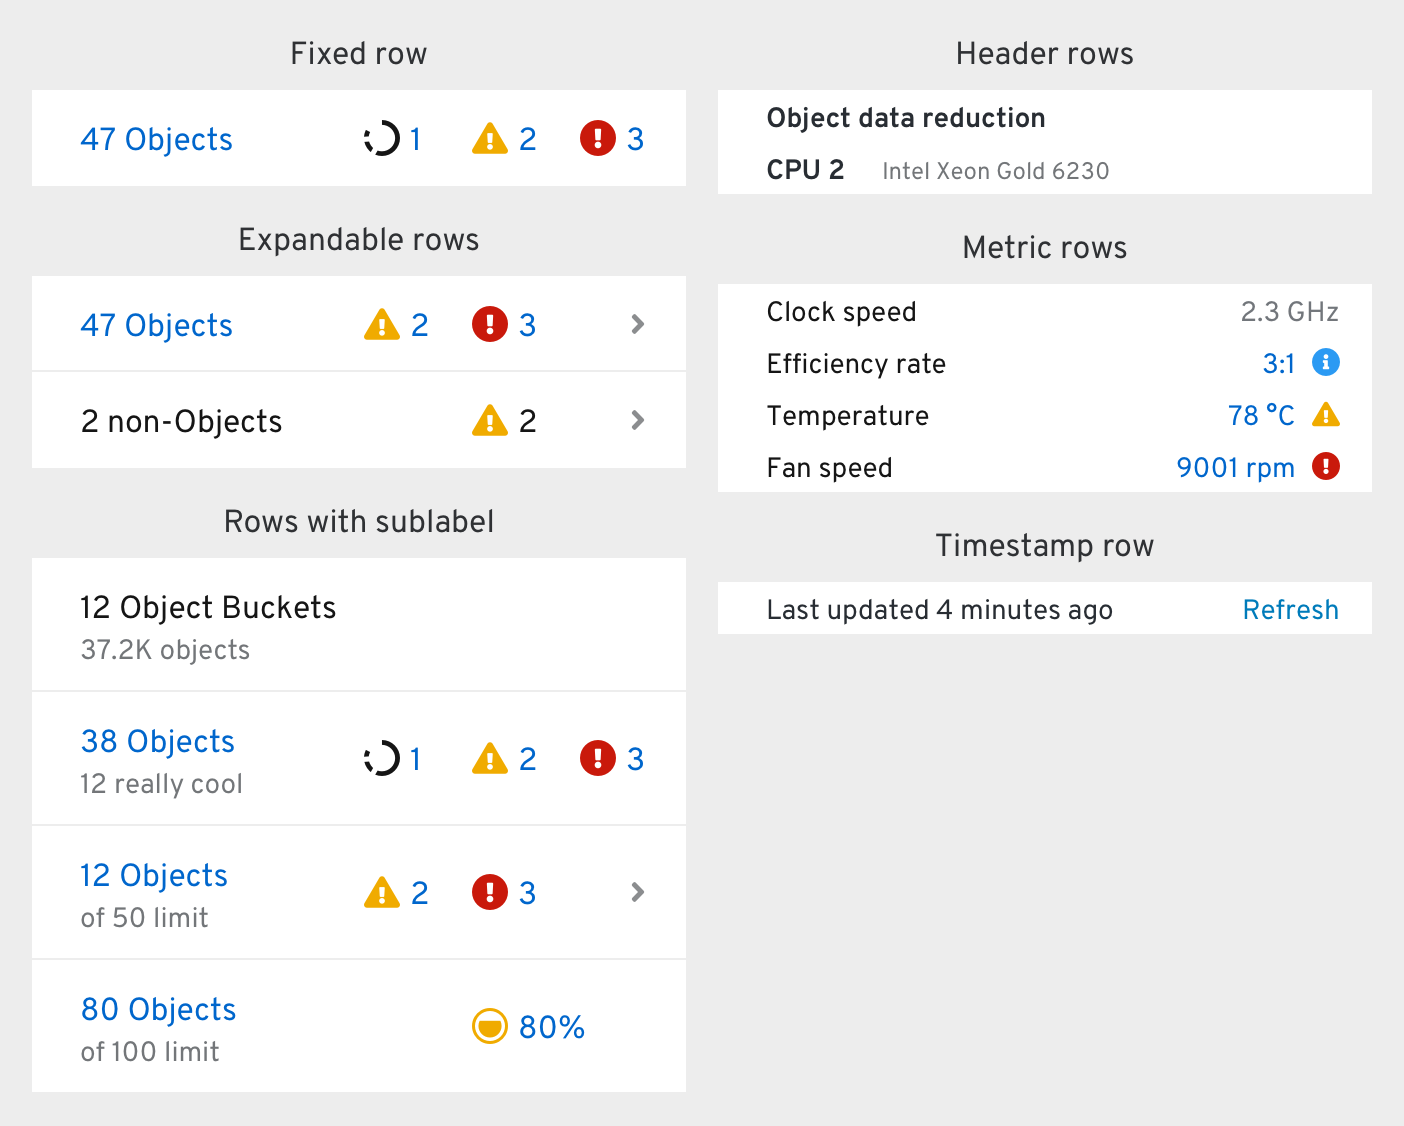 Fixed row
47 Objects 1 2 3
Expandable rows
47 Objects 2 3
2 non-Objects 2
Rows with sublabel
12 Object Buckets
37.2K objects
38 Objects 1 2 3
12 really cool
12 Objects 2 3
of 50 limit
80 Objects 80%
of 100 limit
Header rows
Object data reduction
CPU 2 Intel Xeon Gold 6230
Metric rows
Clock speed 2.3 GHz
Efficiency rate 3:1
Temperature 78 °C
Fan speed 9001 rpm
Timestamp row
Last updated 4 minutes ago Refresh